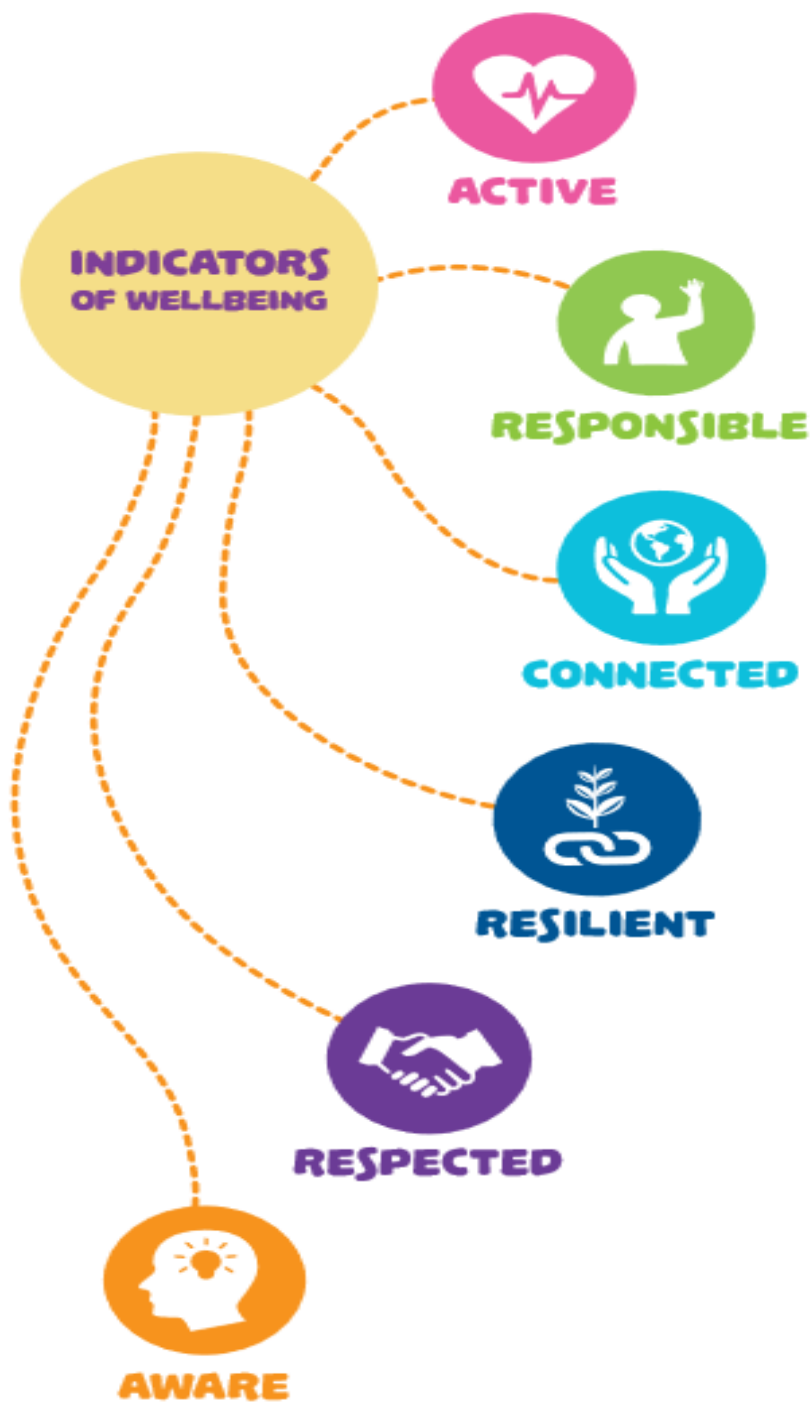 ACTIVE
INDICATORS
OF WELLBEING
RESPONSIBLE
CONNECTED
RESILIENT
RESPECTED
AWARE